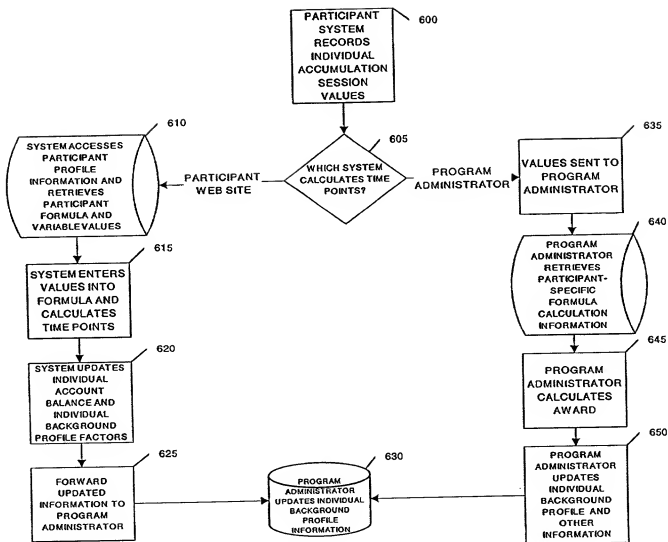 PARTICIPANT
SYSTEM
RECORDS
INDIVIDUAL
ACCUMULATION
SESSION
VALUES
600
605
WHICH SYSTEM
CALCULATES TIME
POINTS?
PARTICIPANT
WEB SITE
PROGRAM
ADMINISTRATOR
610
SYSTEM ACCESSES
PARTICIPANT
PROFILE
INFORMATION AND
RETRIEVES
PARTICIPANT
FORMULA AND
VARIABLE VALUES
615
SYSTEM ENTERS
VALUES INTO
FORMULA AND
CALCULATES
TIME POINTS
620
SYSTEM UPDATES
INDIVIDUAL
ACCOUNT
BALANCE AND
INDIVIDUAL
BACKGROUND
PROFILE FACTORS
625
FORWARD
UPDATED
INFORMATION TO
PROGRAM
ADMINISTRATOR
630
PROGRAM
ADMINISTRATOR
UPDATES INDIVIDUAL
BACKGROUND
PROFILE
INFORMATION
635
VALUES SENT TO
PROGRAM
ADMINISTRATOR
640
PROGRAM
ADMINISTRATOR
RETRIEVES
PARTICIPANT-
SPECIFIC
FORMULA
CALCULATION
INFORMATION
645
PROGRAM
ADMINISTRATOR
CALCULATES
AWARD
650
PROGRAM
ADMINISTRATOR
UPDATES
INDIVIDUAL
BACKGROUND
PROFILE AND
OTHER
INFORMATION